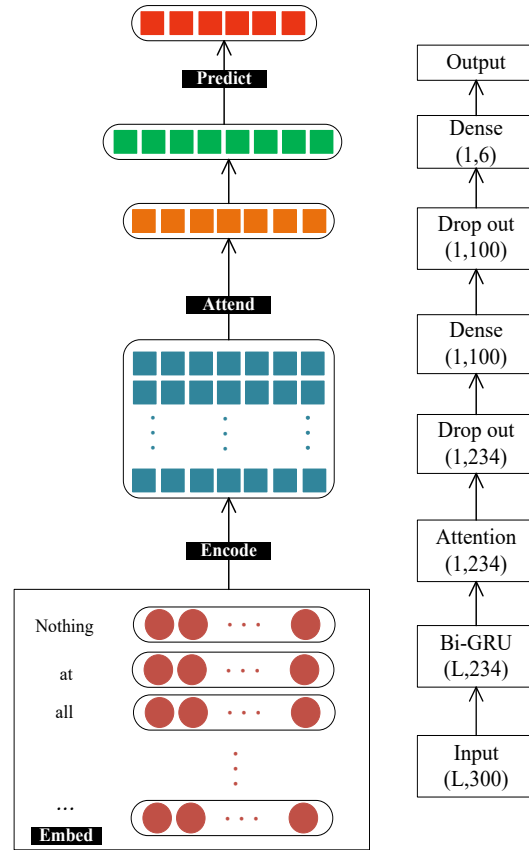 Predict
Attend
Encode
Nothing
at
all
...
Embed
Output
Dense
(1,6)
Drop out
(1,100)
Dense
(1,100)
Drop out
(1,234)
Attention
(1,234)
Bi-GRU
(L,234)
Input
(L,300)